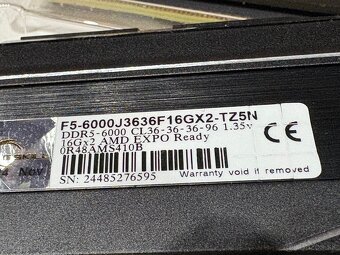 F5-6000J3636F16GX2-TZ5N
DDR5-6000 CL36-36-36-96 1.35v
16Gx2 AMD EXPO Ready
0R48AMS410B
SN: 24485276595
Warranty void if removed
CE